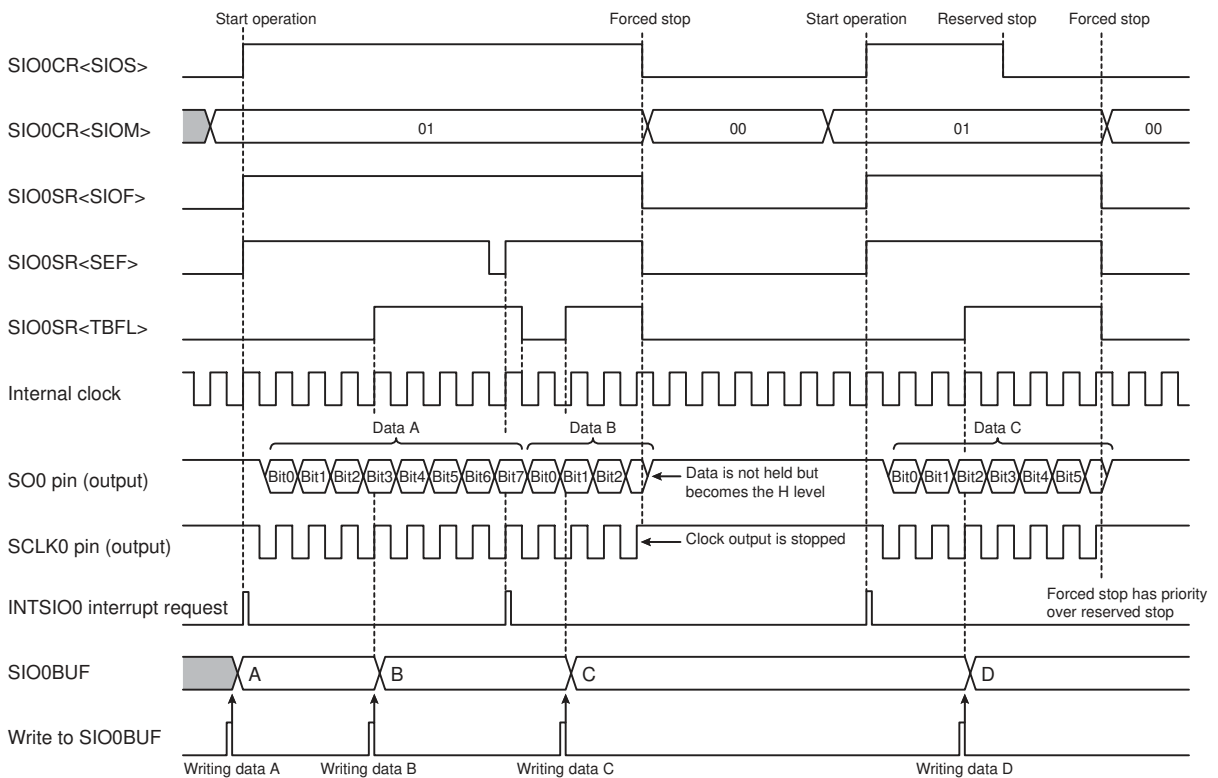 Start operation Forced stop Start operation Reserved stop Forced stop
SIO0CR<SIOS>
SIO0CR<SIOM> 01 00 01 00
SIO0SR<SIOF>
SIO0SR<SEF>
SIO0SR<TBFL>
Internal clock
Data A Data B Data C
SO0 pin (output) Bit0 Bit1 Bit2 Bit3 Bit4 Bit5 Bit6 Bit7 Bit0 Bit1 Bit2 Data is not held but Bit0 Bit1 Bit2 Bit3 Bit4 Bit5
becomes the H level
SCLK0 pin (output) Clock output is stopped
INTSIO0 interrupt request Forced stop has priority
over reserved stop
SIO0BUF A B C D
Write to SIO0BUF
Writing data A Writing data B Writing data C Writing data D